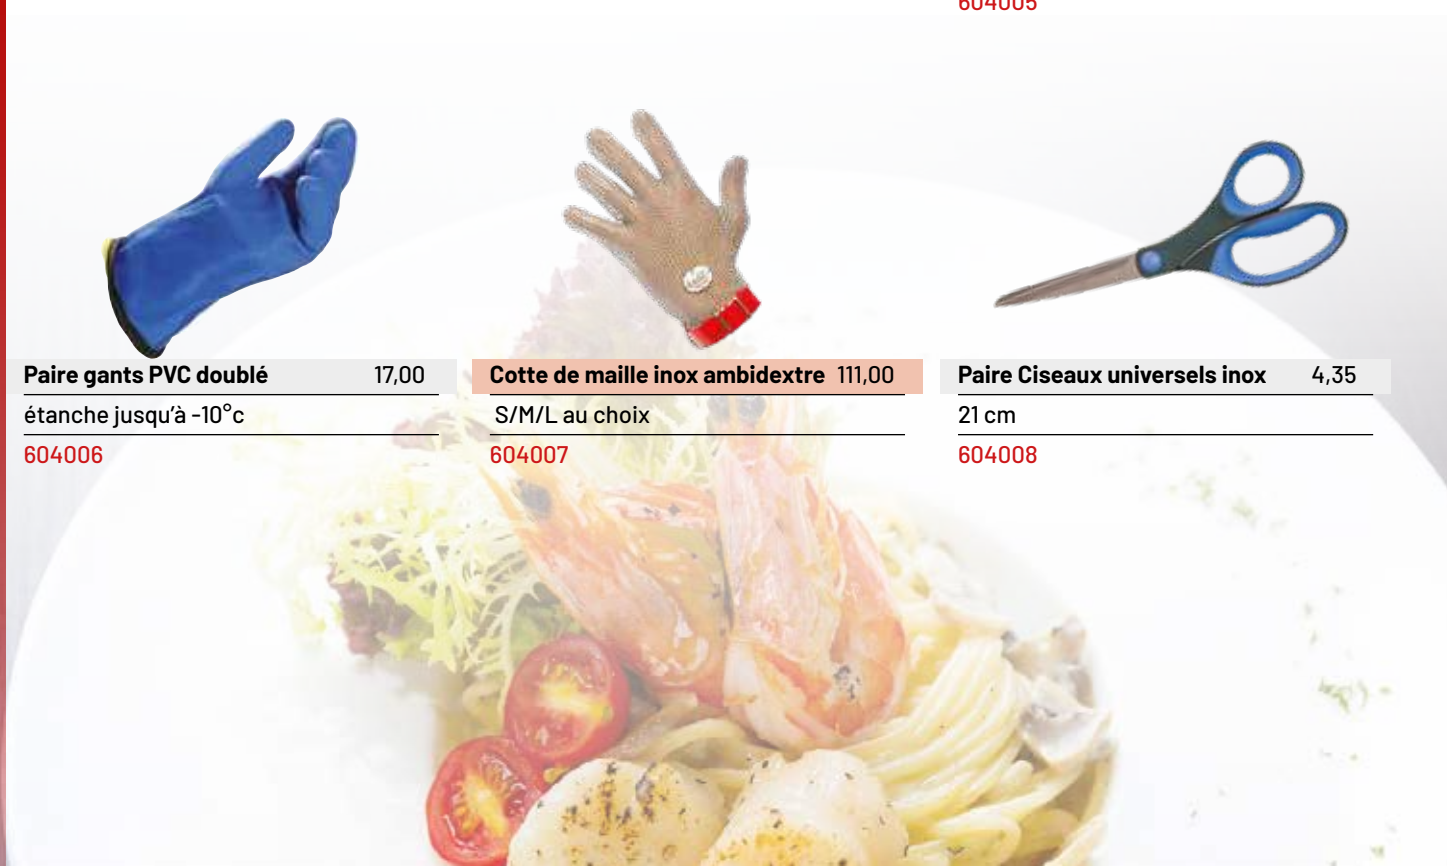 604005
Paire gants PVC doublé 17,00
étanche jusqu'à -10°c
604006
Cotte de maille inox ambidextre 111,00
S/M/L au choix
604007
Paire Ciseaux universels inox 4,35
21 cm
604008